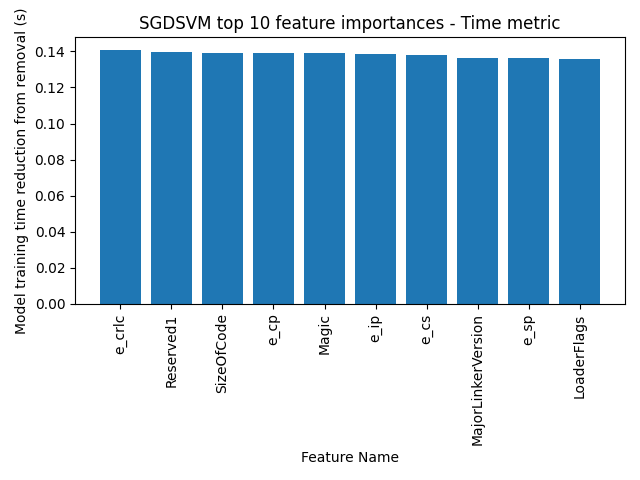 SGDSVM top 10 feature importances - Time metric
Model training time reduction from removal (s)
0.14
0.12
0.10
0.08
0.06
0.04
0.02
0.00
e_crlc
Reserved1
SizeOfCode
e_cp
Magic
e_ip
e_cs
MajorLinkerVersion
e_sp
LoaderFlags
Feature Name